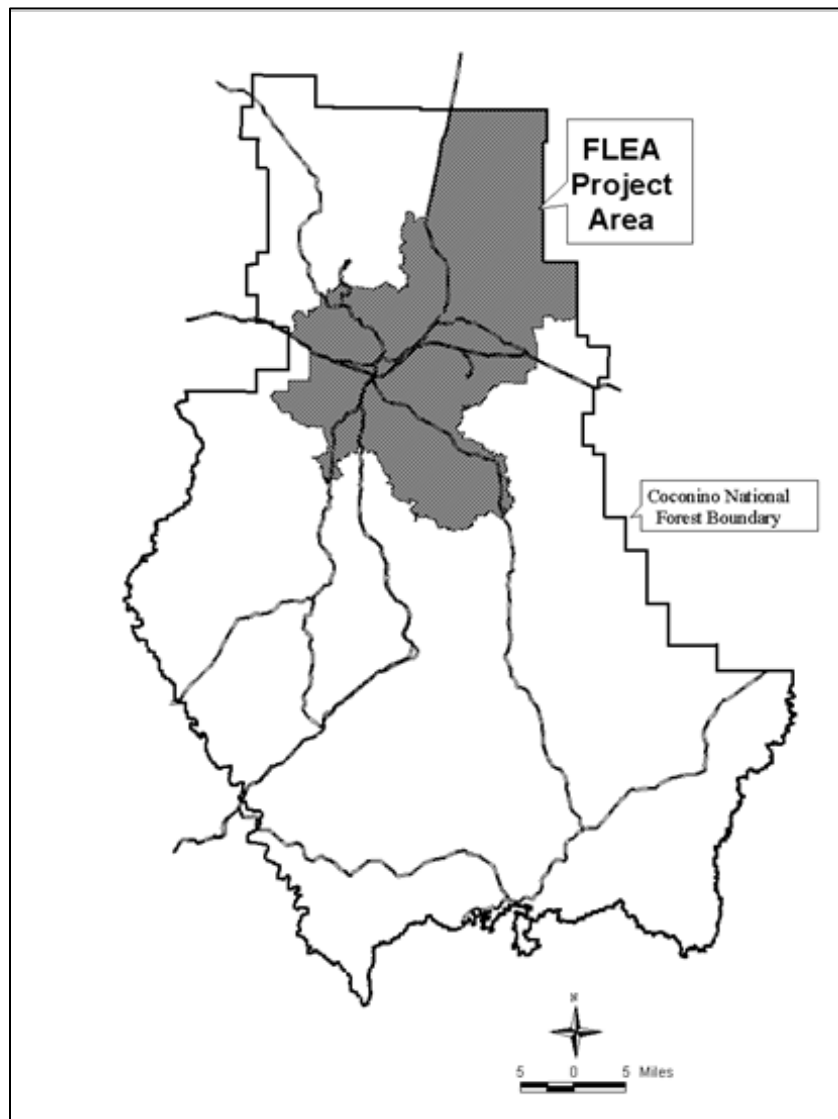 FLEA
Project
Area
Coconino National
Forest Boundary
N
5 0 5 Miles